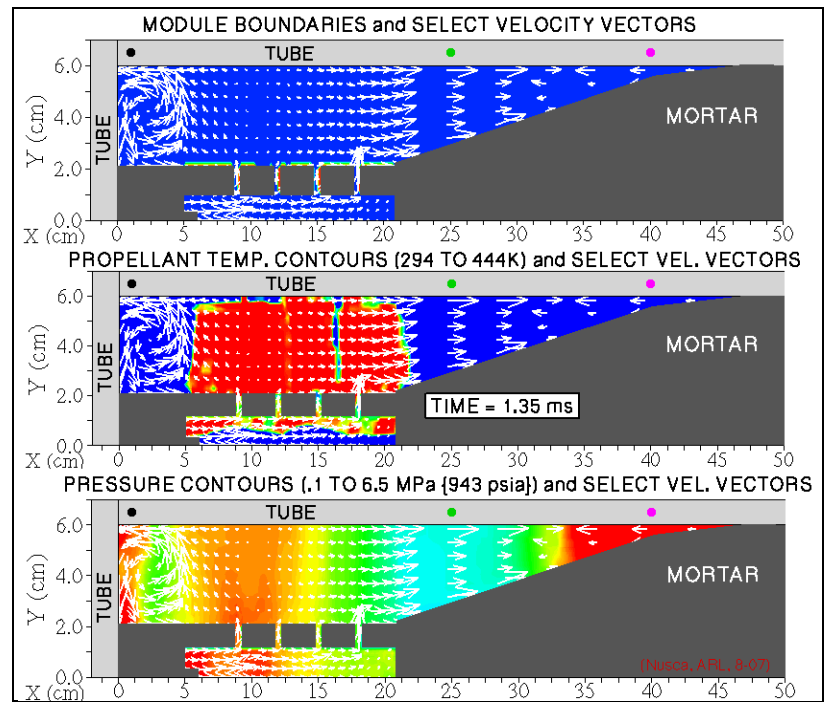 MODULE BOUNDARIES and SELECT VELOCITY VECTORS
TUBE
6.0
4.0
2.0
0.0
Y (cm)
TUBE
MORTAR
X (cm) 0 5 10 15 20 25 30 35 40 45 50
PROPELLANT TEMP. CONTOURS (294 TO 444K) and SELECT VEL. VECTORS
TUBE
6.0
4.0
2.0
0.0
Y (cm)
TUBE
MORTAR
TIME = 1.35 ms
X (cm) 0 5 10 15 20 25 30 35 40 45 50
PRESSURE CONTOURS (.1 TO 6.5 MPa {943 psia}) and SELECT VEL. VECTORS
TUBE
6.0
4.0
2.0
0.0
Y (cm)
TUBE
MORTAR
(Nusca, ARL, 8-07)
X (cm) 0 5 10 15 20 25 30 35 40 45 50